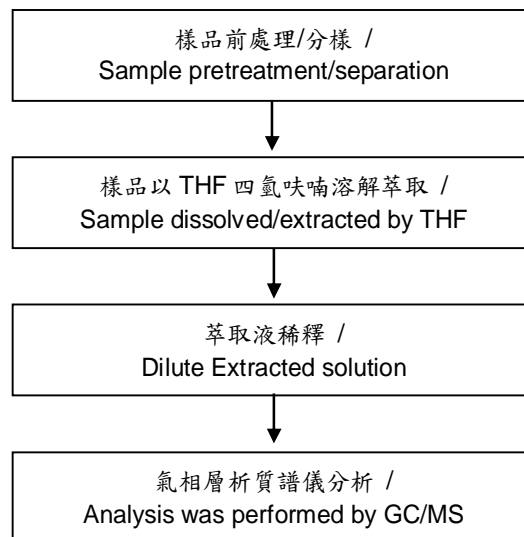 樣品前處理/分樣 /
Sample pretreatment/separation
樣品以 THF 四氫呋喃溶解萃取 /
Sample dissolved/extracted by THF
萃取液稀釋 /
Dilute Extracted solution
氣相層析質譜儀分析 /
Analysis was performed by GC/MS